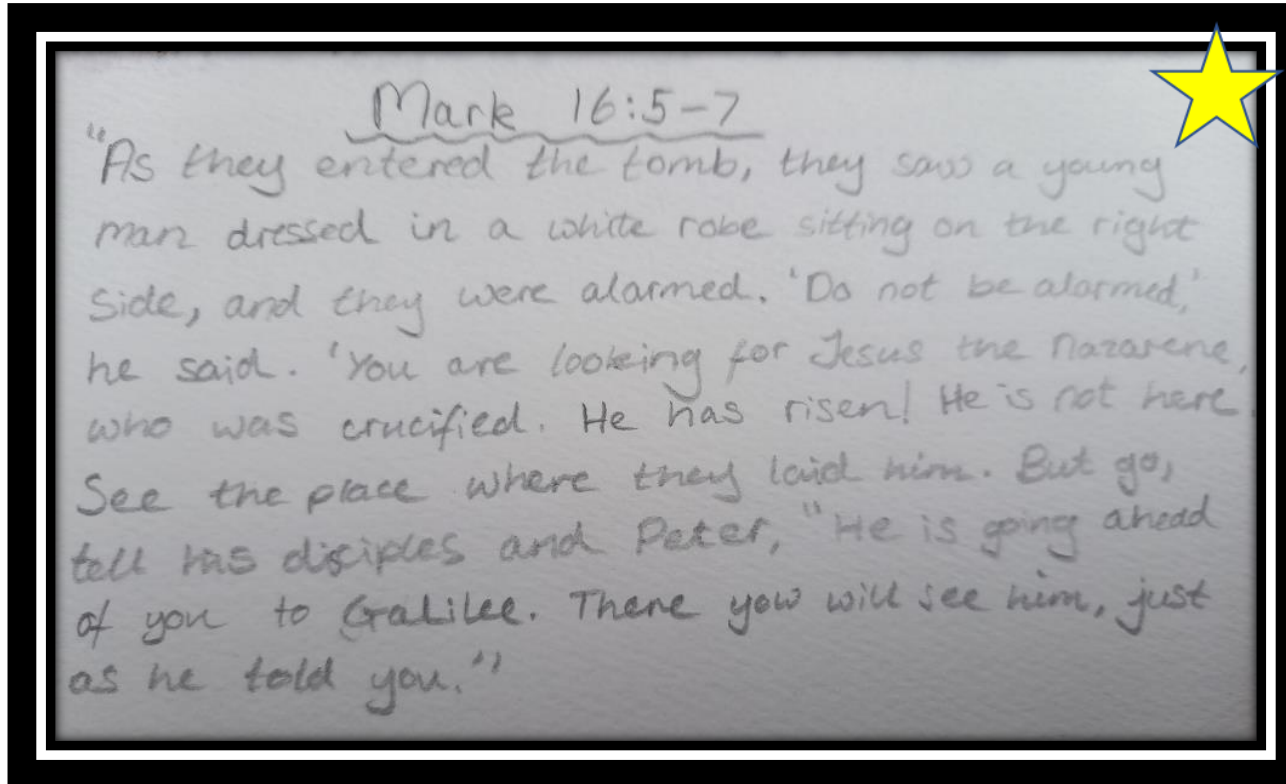 Mark 16:5-7
"As they entered the tomb, they saw a young
man dressed in a white robe sitting on the right
side, and they were alarmed. 'Do not be alarmed,'
he said. 'You are looking for Jesus the Nazarene,
who was crucified. He has risen! He is not here.
See the place where they laid him. But go,
tell his disciples and Peter, "He is going ahead
of you to Galilee. There you will see him, just
as he told you.''"